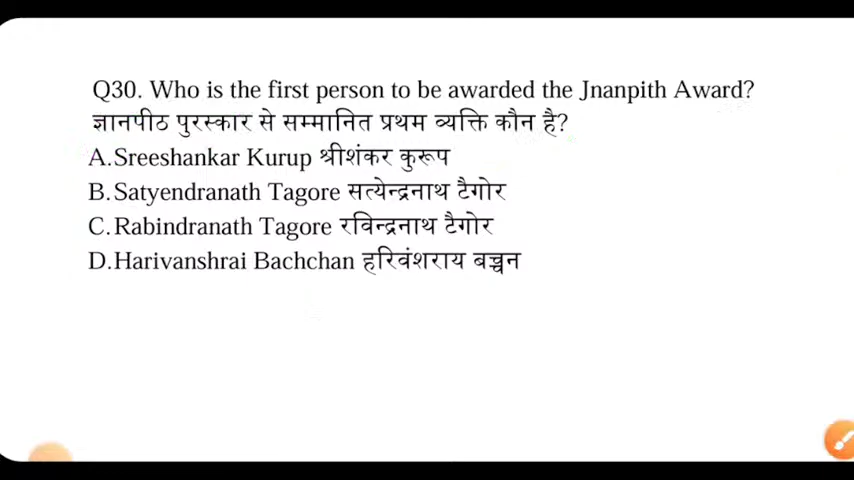 Q30. Who is the first person to be awarded the Jnanpith Award?
ज्ञानपीठ पुरस्कार से सम्मानित प्रथम व्यक्ति कौन है?
A.Sreeshankar Kurup श्रीशंकर कुरूप
B.Satyendranath Tagore सत्येन्द्रनाथ टैगोर
C.Rabindranath Tagore रविन्द्रनाथ टैगोर
D.Harivanshrai Bachchan हरिवंशराय बच्चन